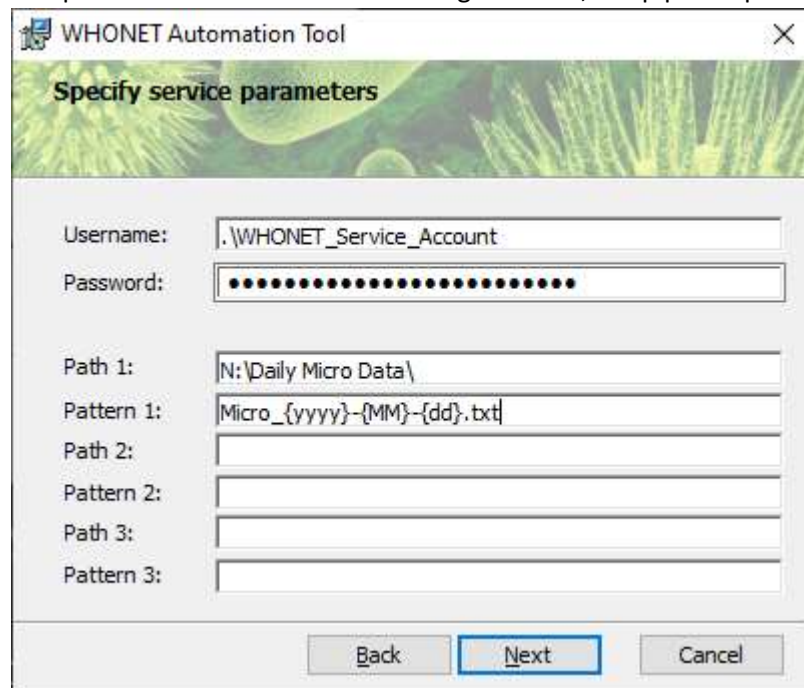 WHONET Automation Tool
Specify service parameters
Username: .\WHONET_Service_Account
Password: ●●●●●●●●●●●●●●●●●●●●●●●●●
Path 1: N:\Daily Micro Data\
Pattern 1: Micro_{yyyy}-{MM}-{dd}.txt
Path 2:
Pattern 2:
Path 3:
Pattern 3:
Back Next Cancel